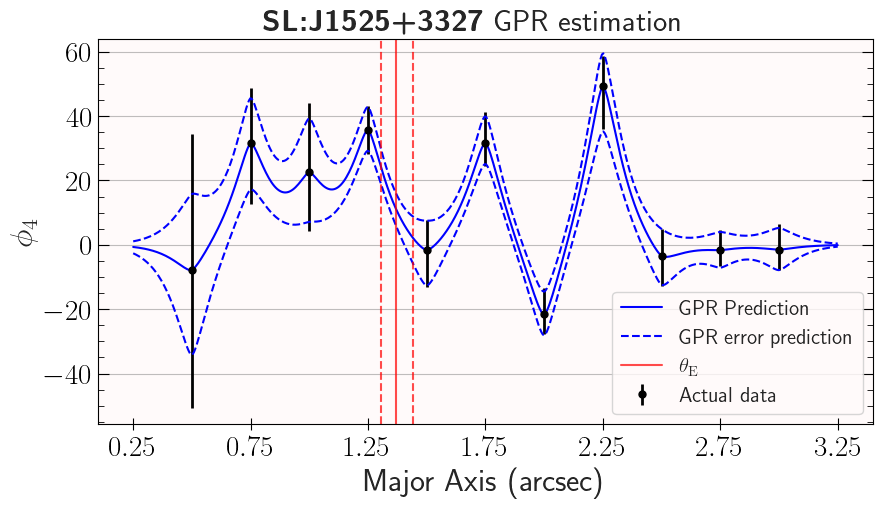 SL:J1525+3327 GPR estimation
60
40
20
0
−20
−40
ϕ4
0.25 0.75 1.25 1.75 2.25 2.75 3.25
Major Axis (arcsec)
GPR Prediction
GPR error prediction
θE
Actual data